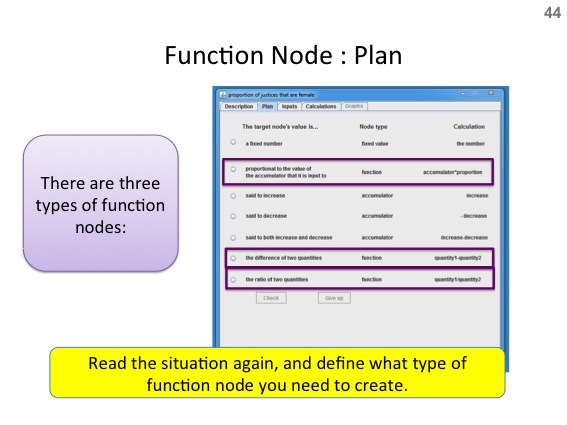 44
Function Node : Plan
proportion of justices that are female
Description Plan Inputs Calculations Graphs
The target node's value is... Node type Calculation
a fixed number fixed value the number
proportional to the value of
the accumulator that it is input to function accumulator*proportion
said to increase accumulator increase
said to decrease accumulator -decrease
said to both increase and decrease accumulator increase-decrease
the difference of two quantities function quantity1-quantity2
the ratio of two quantities function quantity1/quantity2
Check Give up
There are three
types of function
nodes:
Read the situation again, and define what type of
function node you need to create.